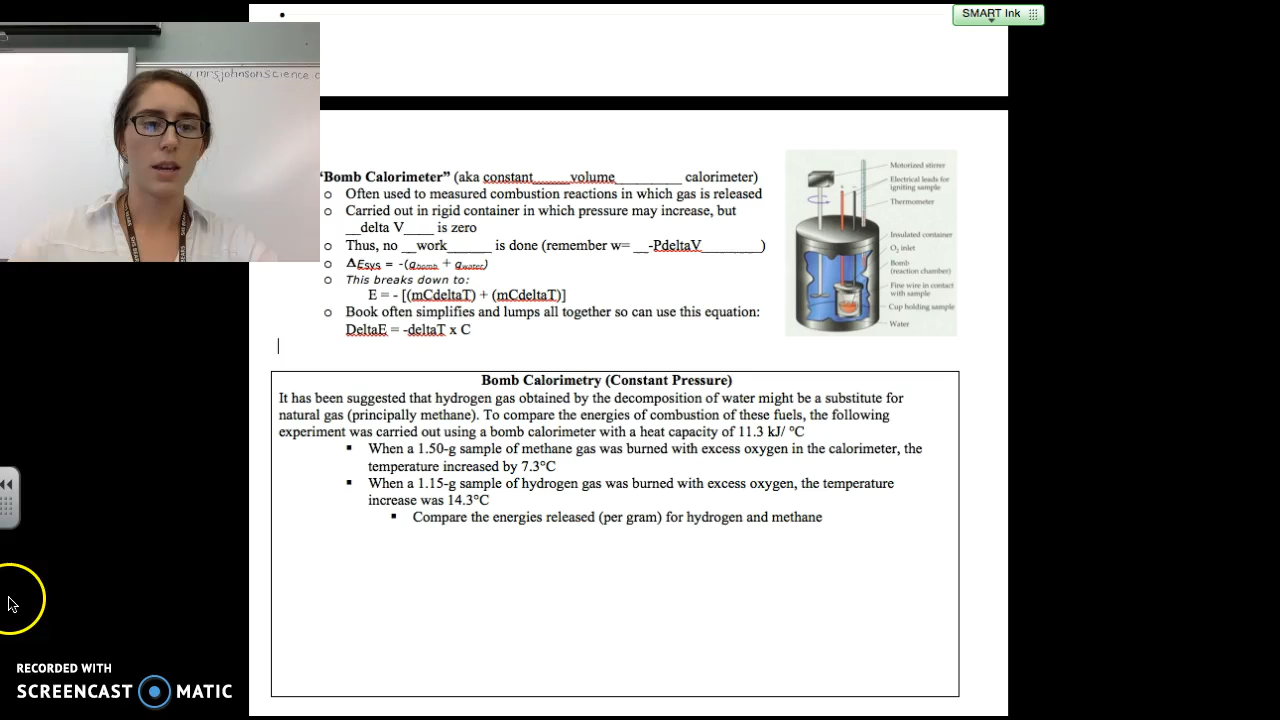 SMART Ink
mrsjohnsonscience
"Bomb Calorimeter" (aka constant_____volume_________ calorimeter)
o Often used to measured combustion reactions in which gas is released
o Carried out in rigid container in which pressure may increase, but
__delta V____ is zero
o Thus, no __work______ is done (remember w= __-PdeltaV________)
o ΔEsys = -(qbomb + qwater)
o This breaks down to:
E = - [(mCdeltaT) + (mCdeltaT)]
o Book often simplifies and lumps all together so can use this equation:
DeltaE = -deltaT x C
Motorized stirrer
Electrical leads for
igniting sample
Thermometer
Insulated container
O2 inlet
Bomb
(reaction chamber)
Fine wire in contact
with sample
Cup holding sample
Water
Bomb Calorimetry (Constant Pressure)
It has been suggested that hydrogen gas obtained by the decomposition of water might be a substitute for
natural gas (principally methane). To compare the energies of combustion of these fuels, the following
experiment was carried out using a bomb calorimeter with a heat capacity of 11.3 kJ/ °C
▪ When a 1.50-g sample of methane gas was burned with excess oxygen in the calorimeter, the
temperature increased by 7.3°C
▪ When a 1.15-g sample of hydrogen gas was burned with excess oxygen, the temperature
increase was 14.3°C
▪ Compare the energies released (per gram) for hydrogen and methane
RECORDED WITH
SCREENCAST MATIC